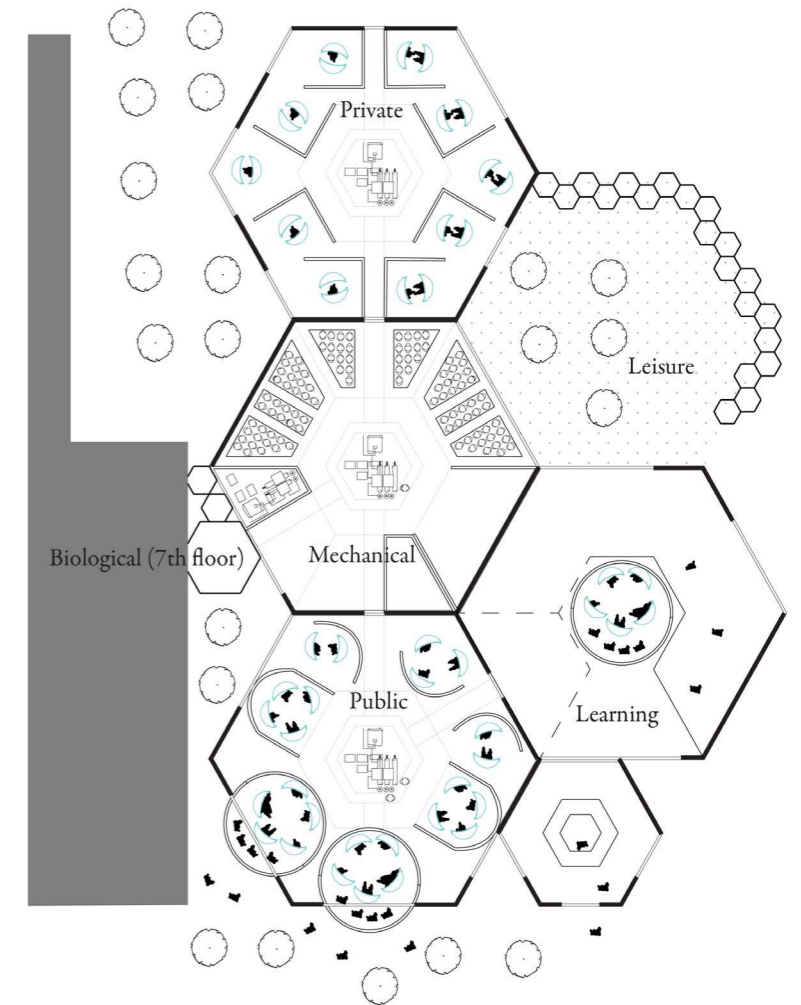 Private
Leisure
Biological (7th floor)
Mechanical
Public
Learning